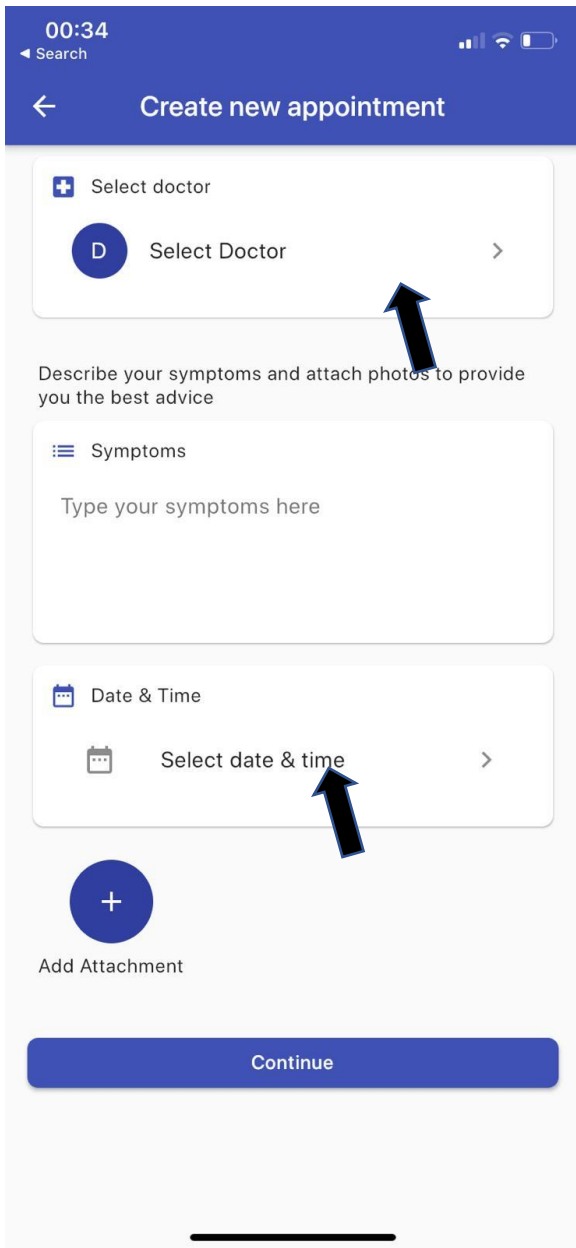 00:34
◀ Search
Create new appointment
Select doctor
D
Select Doctor
Describe your symptoms and attach photos to provide
you the best advice
Symptoms
Type your symptoms here
Date & Time
Select date & time
+
Add Attachment
Continue